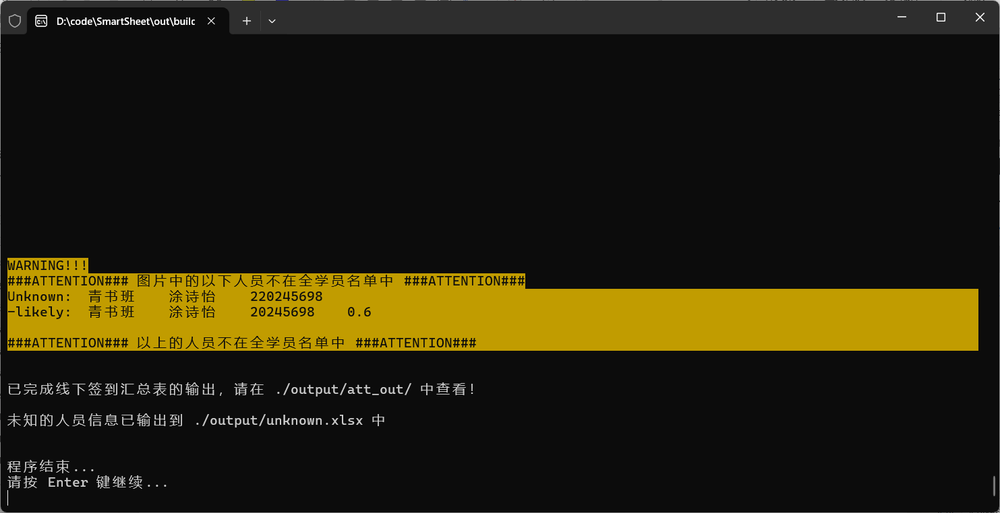 D:\code\SmartSheet\out\builc
WARNING!!!
###ATTENTION### 图片中的以下人员不在全学员名单中 ###ATTENTION###
Unknown: 青书班 涂诗怡 220245698
-likely: 青书班 涂诗怡 20245698 0.6
###ATTENTION### 以上的人员不在全学员名单中 ###ATTENTION###
已完成线下签到汇总表的输出，请在 ./output/att_out/ 中查看！
未知的人员信息已输出到 ./output/unknown.xlsx 中
程序结束...
请按 Enter 键继续...